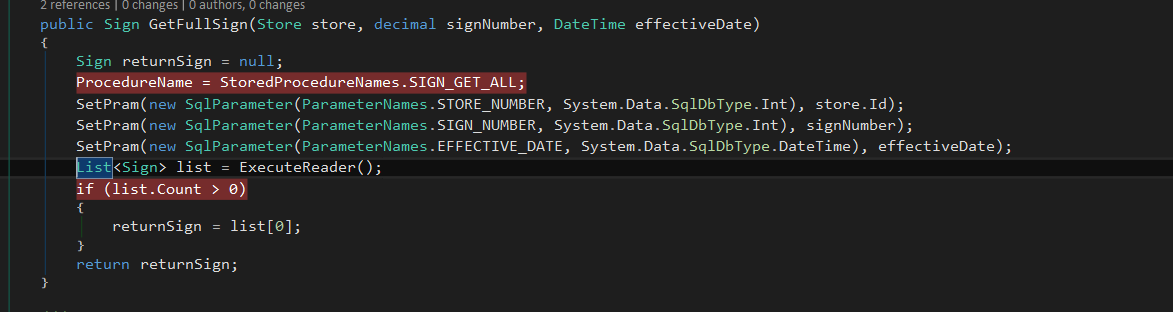 2 references | 0 changes | 0 authors, 0 changes
public Sign GetFullSign(Store store, decimal signNumber, DateTime effectiveDate)
{
Sign returnSign = null;
ProcedureName = StoredProcedureNames.SIGN_GET_ALL;
SetPram(new SqlParameter(ParameterNames.STORE_NUMBER, System.Data.SqlDbType.Int), store.Id);
SetPram(new SqlParameter(ParameterNames.SIGN_NUMBER, System.Data.SqlDbType.Int), signNumber);
SetPram(new SqlParameter(ParameterNames.EFFECTIVE_DATE, System.Data.SqlDbType.DateTime), effectiveDate);
List<Sign> list = ExecuteReader();
if (list.Count > 0)
{
returnSign = list[0];
}
return returnSign;
}